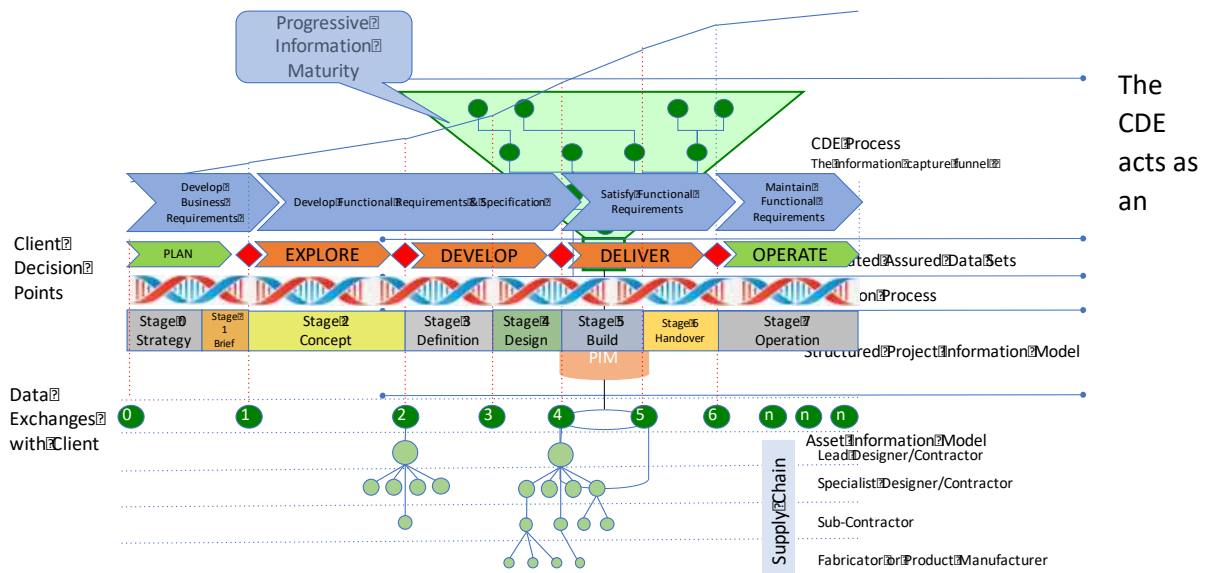 Progressive
Information
Maturity
The
CDE
acts as
an
CDE Process
The information capture funnel
Develop
Business
Requirements
Develop Functional Requirements & Specification
Satisfy Functional
Requirements
Maintain
Functional
Requirements
Client
Decision
Points
PLAN
EXPLORE
DEVELOP
DELIVER
OPERATE
Assured Data Sets
Process
Stage 0
Strategy
Stage
1
Brief
Stage 2
Concept
Stage 3
Definition
Stage 4
Design
Stage 5
Build
Stage 6
Handover
Stage 7
Operation
PIM
Structured Project Information Model
Data
Exchanges
with Client
0
1
2
3
4
5
6
n
n
n
Asset Information Model
Lead Designer/Contractor
Specialist Designer/Contractor
Sub-Contractor
Fabricator or Product Manufacturer
Supply Chain